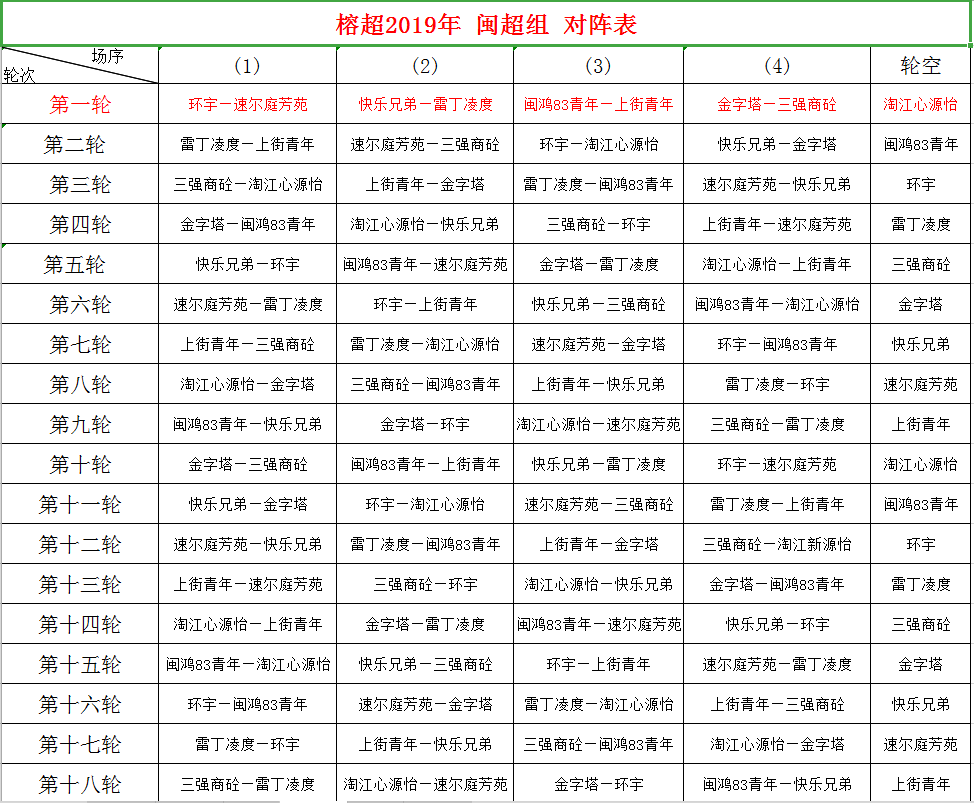 榕超2019年 闽超组 对阵表
场序 轮次 (1) (2) (3) (4) 轮空
第一轮 环宇—速尔庭芳苑 快乐兄弟—雷丁凌度 闽鸿83青年—上街青年 金字塔—三强商砼 淘江心源怡
第二轮 雷丁凌度—上街青年 速尔庭芳苑—三强商砼 环宇—淘江心源怡 快乐兄弟—金字塔 闽鸿83青年
第三轮 三强商砼—淘江心源怡 上街青年—金字塔 雷丁凌度—闽鸿83青年 速尔庭芳苑—快乐兄弟 环宇
第四轮 金字塔—闽鸿83青年 淘江心源怡—快乐兄弟 三强商砼—环宇 上街青年—速尔庭芳苑 雷丁凌度
第五轮 快乐兄弟—环宇 闽鸿83青年—速尔庭芳苑 金字塔—雷丁凌度 淘江心源怡—上街青年 三强商砼
第六轮 速尔庭芳苑—雷丁凌度 环宇—上街青年 快乐兄弟—三强商砼 闽鸿83青年—淘江心源怡 金字塔
第七轮 上街青年—三强商砼 雷丁凌度—淘江心源怡 速尔庭芳苑—金字塔 环宇—闽鸿83青年 快乐兄弟
第八轮 淘江心源怡—金字塔 三强商砼—闽鸿83青年 上街青年—快乐兄弟 雷丁凌度—环宇 速尔庭芳苑
第九轮 闽鸿83青年—快乐兄弟 金字塔—环宇 淘江心源怡—速尔庭芳苑 三强商砼—雷丁凌度 上街青年
第十轮 金字塔—三强商砼 闽鸿83青年—上街青年 快乐兄弟—雷丁凌度 环宇—速尔庭芳苑 淘江心源怡
第十一轮 快乐兄弟—金字塔 环宇—淘江心源怡 速尔庭芳苑—三强商砼 雷丁凌度—上街青年 闽鸿83青年
第十二轮 速尔庭芳苑—快乐兄弟 雷丁凌度—闽鸿83青年 上街青年—金字塔 三强商砼—淘江新源怡 环宇
第十三轮 上街青年—速尔庭芳苑 三强商砼—环宇 淘江心源怡—快乐兄弟 金字塔—闽鸿83青年 雷丁凌度
第十四轮 淘江心源怡—上街青年 金字塔—雷丁凌度 闽鸿83青年—速尔庭芳苑 快乐兄弟—环宇 三强商砼
第十五轮 闽鸿83青年—淘江心源怡 快乐兄弟—三强商砼 环宇—上街青年 速尔庭芳苑—雷丁凌度 金字塔
第十六轮 环宇—闽鸿83青年 速尔庭芳苑—金字塔 雷丁凌度—淘江心源怡 上街青年—三强商砼 快乐兄弟
第十七轮 雷丁凌度—环宇 上街青年—快乐兄弟 三强商砼—闽鸿83青年 淘江心源怡—金字塔 速尔庭芳苑
第十八轮 三强商砼—雷丁凌度 淘江心源怡—速尔庭芳苑 金字塔—环宇 闽鸿83青年—快乐兄弟 上街青年